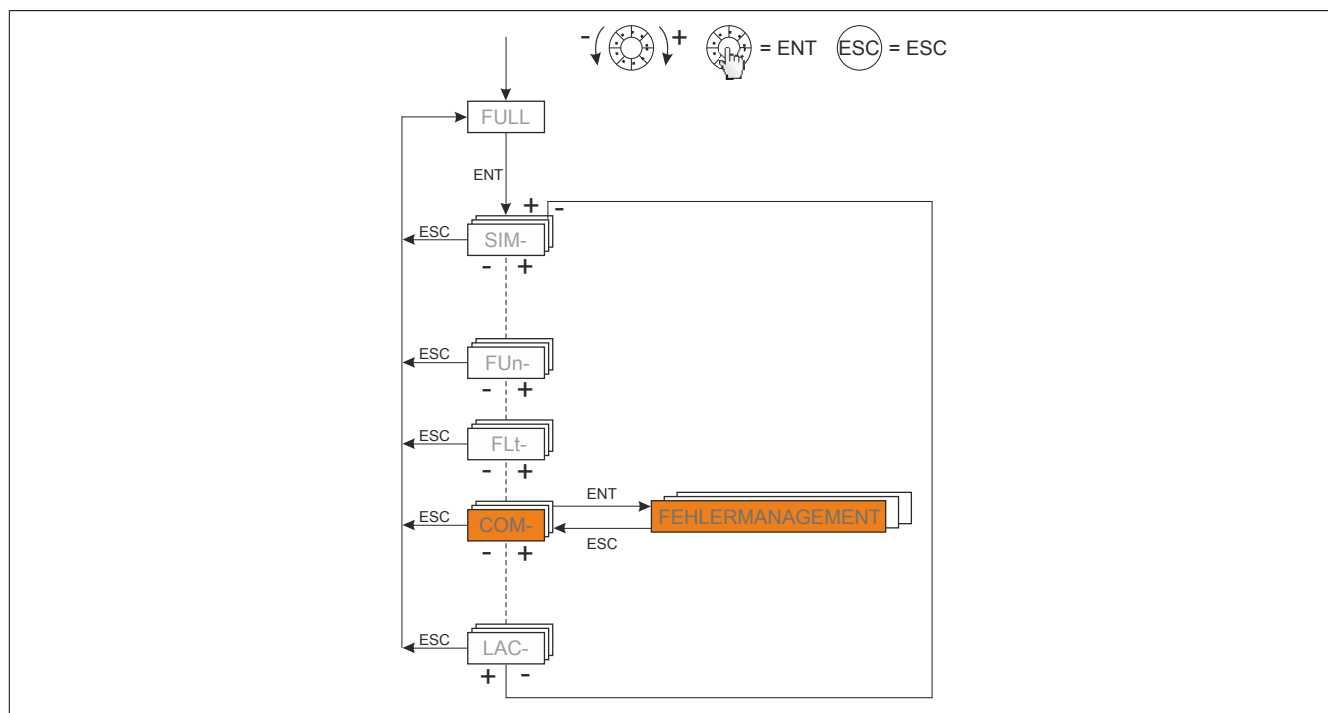 - + = ENT ESC = ESC
FULL
ENT
+ -
ESC SIM-
- +
ESC FUn-
- +
ESC FLt-
- +
ENT
ESC COM- FEHLERMANAGEMENT
ESC
- +
ESC LAC-
+ -